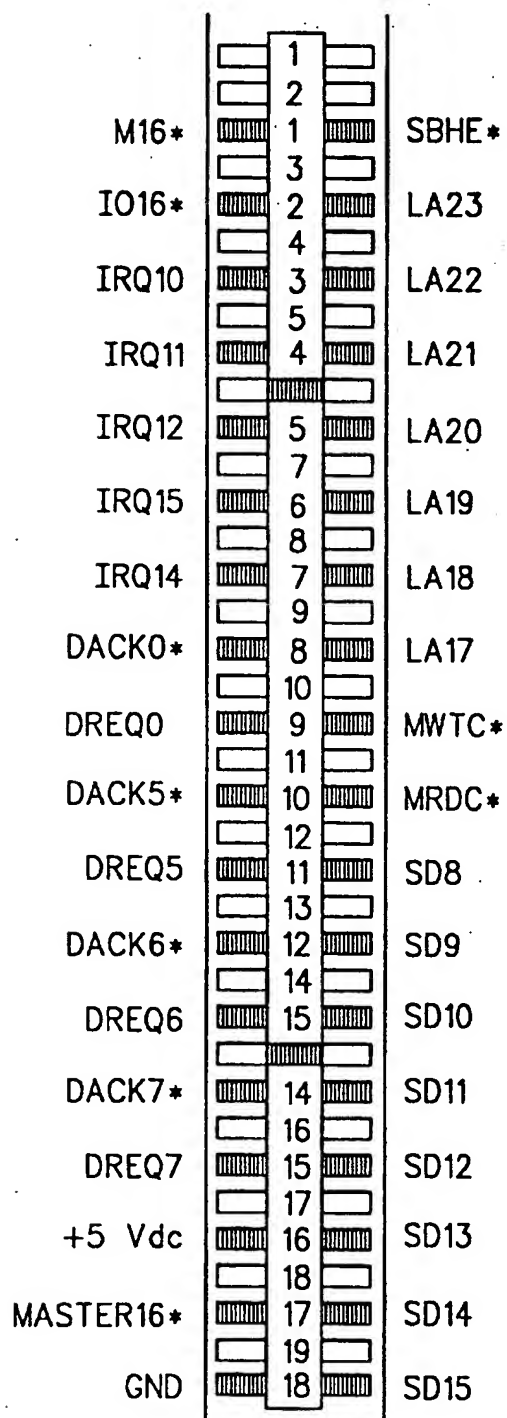 1
2
M16* 1 SBHE*
3
IO16* 2 LA23
4
IRQ10 3 LA22
5
IRQ11 4 LA21
IRQ12 5 LA20
7
IRQ15 6 LA19
8
IRQ14 7 LA18
9
DACK0* 8 LA17
10
DREQ0 9 MWTC*
11
DACK5* 10 MRDC*
12
DREQ5 11 SD8
13
DACK6* 12 SD9
14
DREQ6 15 SD10
DACK7* 14 SD11
16
DREQ7 15 SD12
17
+5 Vdc 16 SD13
18
MASTER16* 17 SD14
19
GND 18 SD15